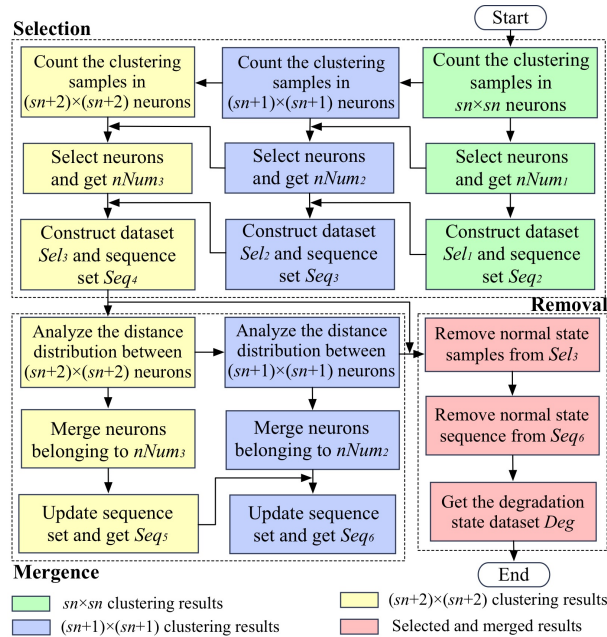 Start
Selection
Count the clustering
samples in
(sn+2)×(sn+2) neurons
Count the clustering
samples in
(sn+1)×(sn+1) neurons
Count the clustering
samples in
sn×sn neurons
Select neurons
and get nNum₃
Select neurons
and get nNum₂
Select neurons
and get nNum₁
Construct dataset
Sel₃ and sequence
set Seq₄
Construct dataset
Sel₂ and sequence
set Seq₃
Construct dataset
Sel₁ and sequence
set Seq₂
Removal
Analyze the distance
distribution between
(sn+2)×(sn+2) neurons
Analyze the distance
distribution between
(sn+1)×(sn+1) neurons
Remove normal state
samples from Sel₃
Merge neurons
belonging to nNum₃
Merge neurons
belonging to nNum₂
Remove normal state
sequence from Seq₆
Update sequence
set and get Seq₅
Update sequence
set and get Seq₆
Get the degradation
state dataset Deg
Mergence
End
sn×sn clustering results
(sn+2)×(sn+2) clustering results
(sn+1)×(sn+1) clustering results
Selected and merged results